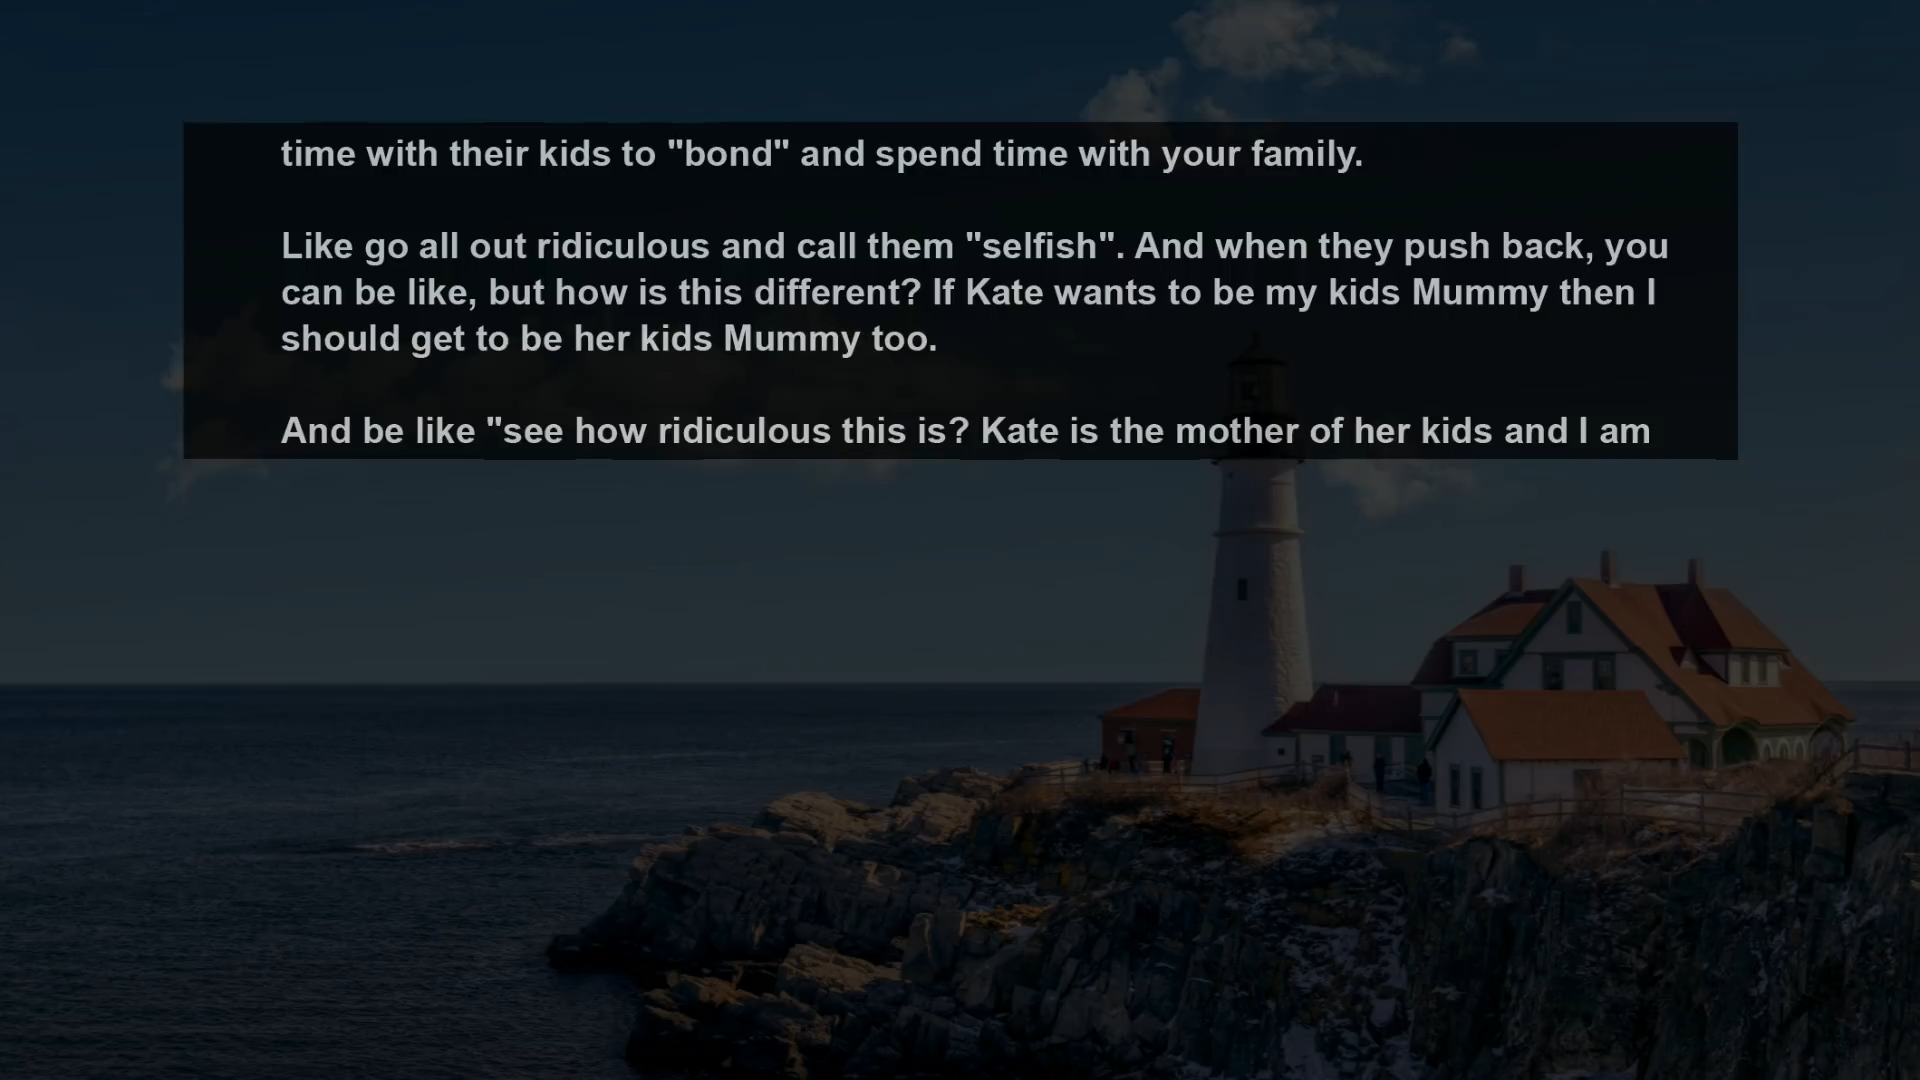 time with their kids to "bond" and spend time with your family.
Like go all out ridiculous and call them "selfish". And when they push back, you
can be like, but how is this different? If Kate wants to be my kids Mummy then I
should get to be her kids Mummy too.
And be like "see how ridiculous this is? Kate is the mother of her kids and I am